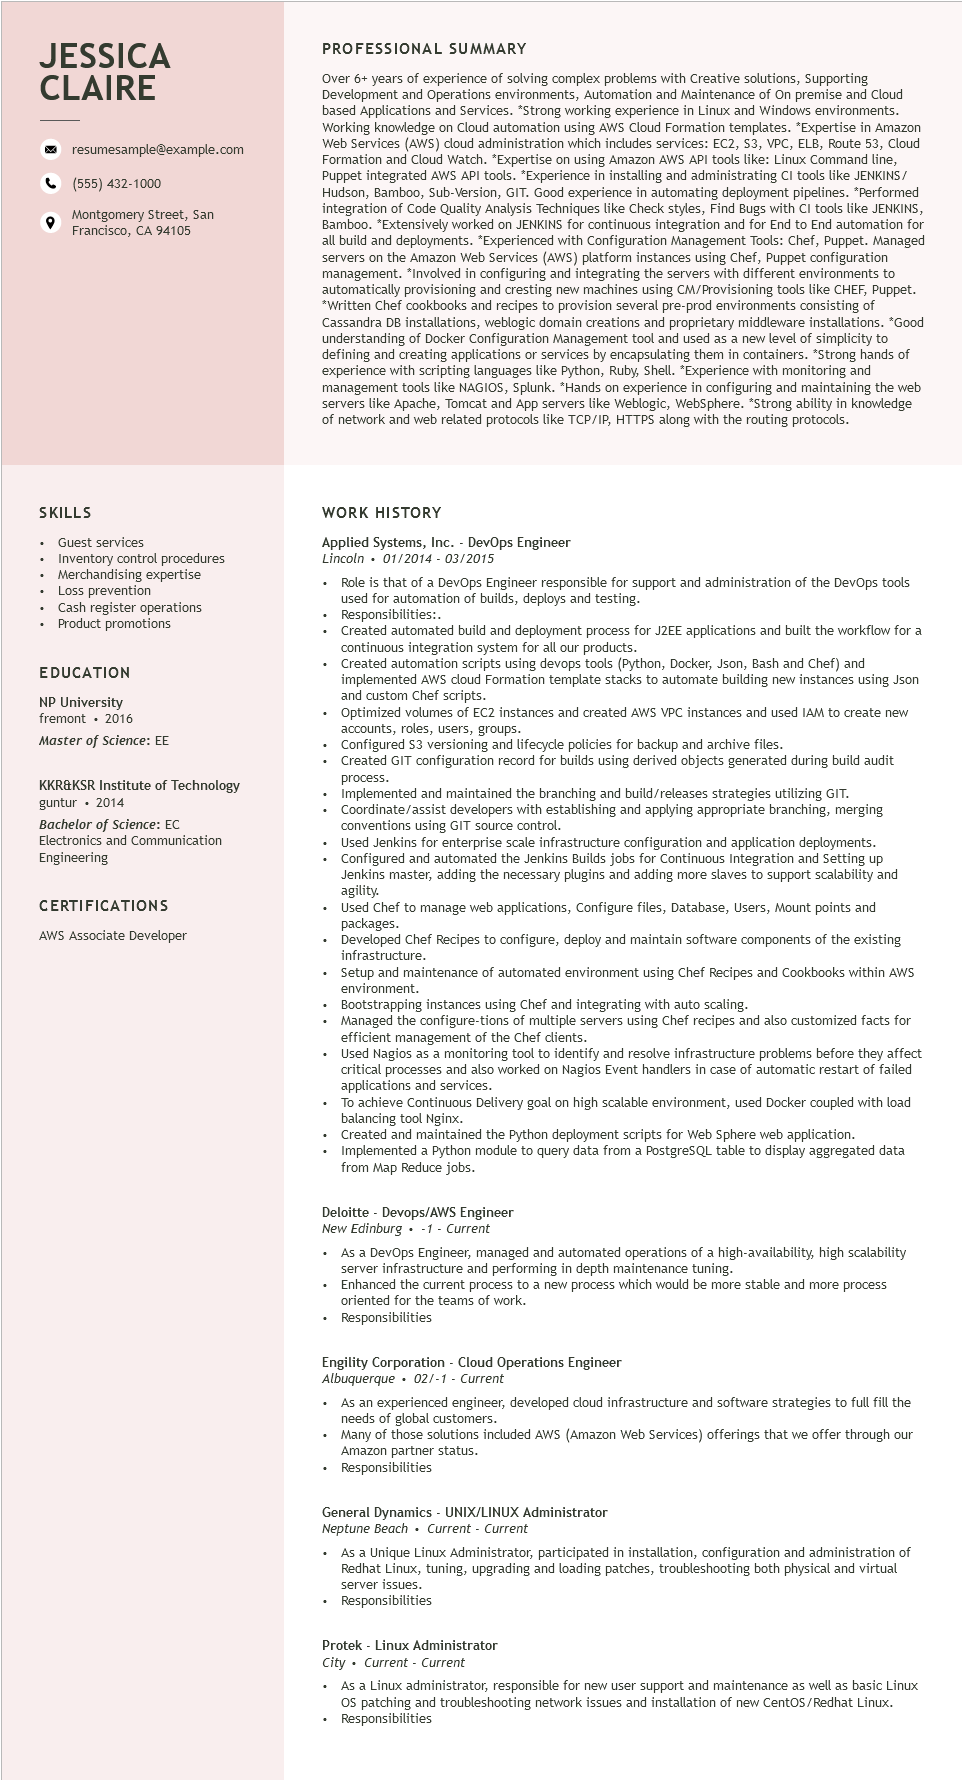 JESSICA
CLAIRE
resumesample@example.com
(555) 432-1000
Montgomery Street, San
Francisco, CA 94105
PROFESSIONAL SUMMARY
Over 6+ years of experience of solving complex problems with Creative solutions, Supporting
Development and Operations environments, Automation and Maintenance of On premise and Cloud
based Applications and Services. *Strong working experience in Linux and Windows environments.
Working knowledge on Cloud automation using AWS Cloud Formation templates. *Expertise in Amazon
Web Services (AWS) cloud administration which includes services: EC2, S3, VPC, ELB, Route 53, Cloud
Formation and Cloud Watch. *Expertise on using Amazon AWS API tools like: Linux Command line,
Puppet integrated AWS API tools. *Experience in installing and administrating CI tools like JENKINS/
Hudson, Bamboo, Sub-Version, GIT. Good experience in automating deployment pipelines. *Performed
integration of Code Quality Analysis Techniques like Check styles, Find Bugs with CI tools like JENKINS,
Bamboo. *Extensively worked on JENKINS for continuous integration and for End to End automation for
all build and deployments. *Experienced with Configuration Management Tools: Chef, Puppet. Managed
servers on the Amazon Web Services (AWS) platform instances using Chef, Puppet configuration
management. *Involved in configuring and integrating the servers with different environments to
automatically provisioning and cresting new machines using CM/Provisioning tools like CHEF, Puppet.
*Written Chef cookbooks and recipes to provision several pre-prod environments consisting of
Cassandra DB installations, weblogic domain creations and proprietary middleware installations. *Good
understanding of Docker Configuration Management tool and used as a new level of simplicity to
defining and creating applications or services by encapsulating them in containers. *Strong hands of
experience with scripting languages like Python, Ruby, Shell. *Experience with monitoring and
management tools like NAGIOS, Splunk. *Hands on experience in configuring and maintaining the web
servers like Apache, Tomcat and App servers like Weblogic, WebSphere. *Strong ability in knowledge
of network and web related protocols like TCP/IP, HTTPS along with the routing protocols.
SKILLS
• Guest services
• Inventory control procedures
• Merchandising expertise
• Loss prevention
• Cash register operations
• Product promotions
EDUCATION
NP University
fremont • 2016
Master of Science: EE
KKR&KSR Institute of Technology
guntur • 2014
Bachelor of Science: EC
Electronics and Communication
Engineering
CERTIFICATIONS
AWS Associate Developer
WORK HISTORY
Applied Systems, Inc. - DevOps Engineer
Lincoln • 01/2014 - 03/2015
• Role is that of a DevOps Engineer responsible for support and administration of the DevOps tools
used for automation of builds, deploys and testing.
• Responsibilities:.
• Created automated build and deployment process for J2EE applications and built the workflow for a
continuous integration system for all our products.
• Created automation scripts using devops tools (Python, Docker, Json, Bash and Chef) and
implemented AWS cloud Formation template stacks to automate building new instances using Json
and custom Chef scripts.
• Optimized volumes of EC2 instances and created AWS VPC instances and used IAM to create new
accounts, roles, users, groups.
• Configured S3 versioning and lifecycle policies for backup and archive files.
• Created GIT configuration record for builds using derived objects generated during build audit
process.
• Implemented and maintained the branching and build/releases strategies utilizing GIT.
• Coordinate/assist developers with establishing and applying appropriate branching, merging
conventions using GIT source control.
• Used Jenkins for enterprise scale infrastructure configuration and application deployments.
• Configured and automated the Jenkins Builds jobs for Continuous Integration and Setting up
Jenkins master, adding the necessary plugins and adding more slaves to support scalability and
agility.
• Used Chef to manage web applications, Configure files, Database, Users, Mount points and
packages.
• Developed Chef Recipes to configure, deploy and maintain software components of the existing
infrastructure.
• Setup and maintenance of automated environment using Chef Recipes and Cookbooks within AWS
environment.
• Bootstrapping instances using Chef and integrating with auto scaling.
• Managed the configure-tions of multiple servers using Chef recipes and also customized facts for
efficient management of the Chef clients.
• Used Nagios as a monitoring tool to identify and resolve infrastructure problems before they affect
critical processes and also worked on Nagios Event handlers in case of automatic restart of failed
applications and services.
• To achieve Continuous Delivery goal on high scalable environment, used Docker coupled with load
balancing tool Nginx.
• Created and maintained the Python deployment scripts for Web Sphere web application.
• Implemented a Python module to query data from a PostgreSQL table to display aggregated data
from Map Reduce jobs.
Deloitte - Devops/AWS Engineer
New Edinburg • -1 - Current
• As a DevOps Engineer, managed and automated operations of a high-availability, high scalability
server infrastructure and performing in depth maintenance tuning.
• Enhanced the current process to a new process which would be more stable and more process
oriented for the teams of work.
• Responsibilities
Engility Corporation - Cloud Operations Engineer
Albuquerque • 02/-1 - Current
• As an experienced engineer, developed cloud infrastructure and software strategies to full fill the
needs of global customers.
• Many of those solutions included AWS (Amazon Web Services) offerings that we offer through our
Amazon partner status.
• Responsibilities
General Dynamics - UNIX/LINUX Administrator
Neptune Beach • Current - Current
• As a Unique Linux Administrator, participated in installation, configuration and administration of
Redhat Linux, tuning, upgrading and loading patches, troubleshooting both physical and virtual
server issues.
• Responsibilities
Protek - Linux Administrator
City • Current - Current
• As a Linux administrator, responsible for new user support and maintenance as well as basic Linux
OS patching and troubleshooting network issues and installation of new CentOS/Redhat Linux.
• Responsibilities